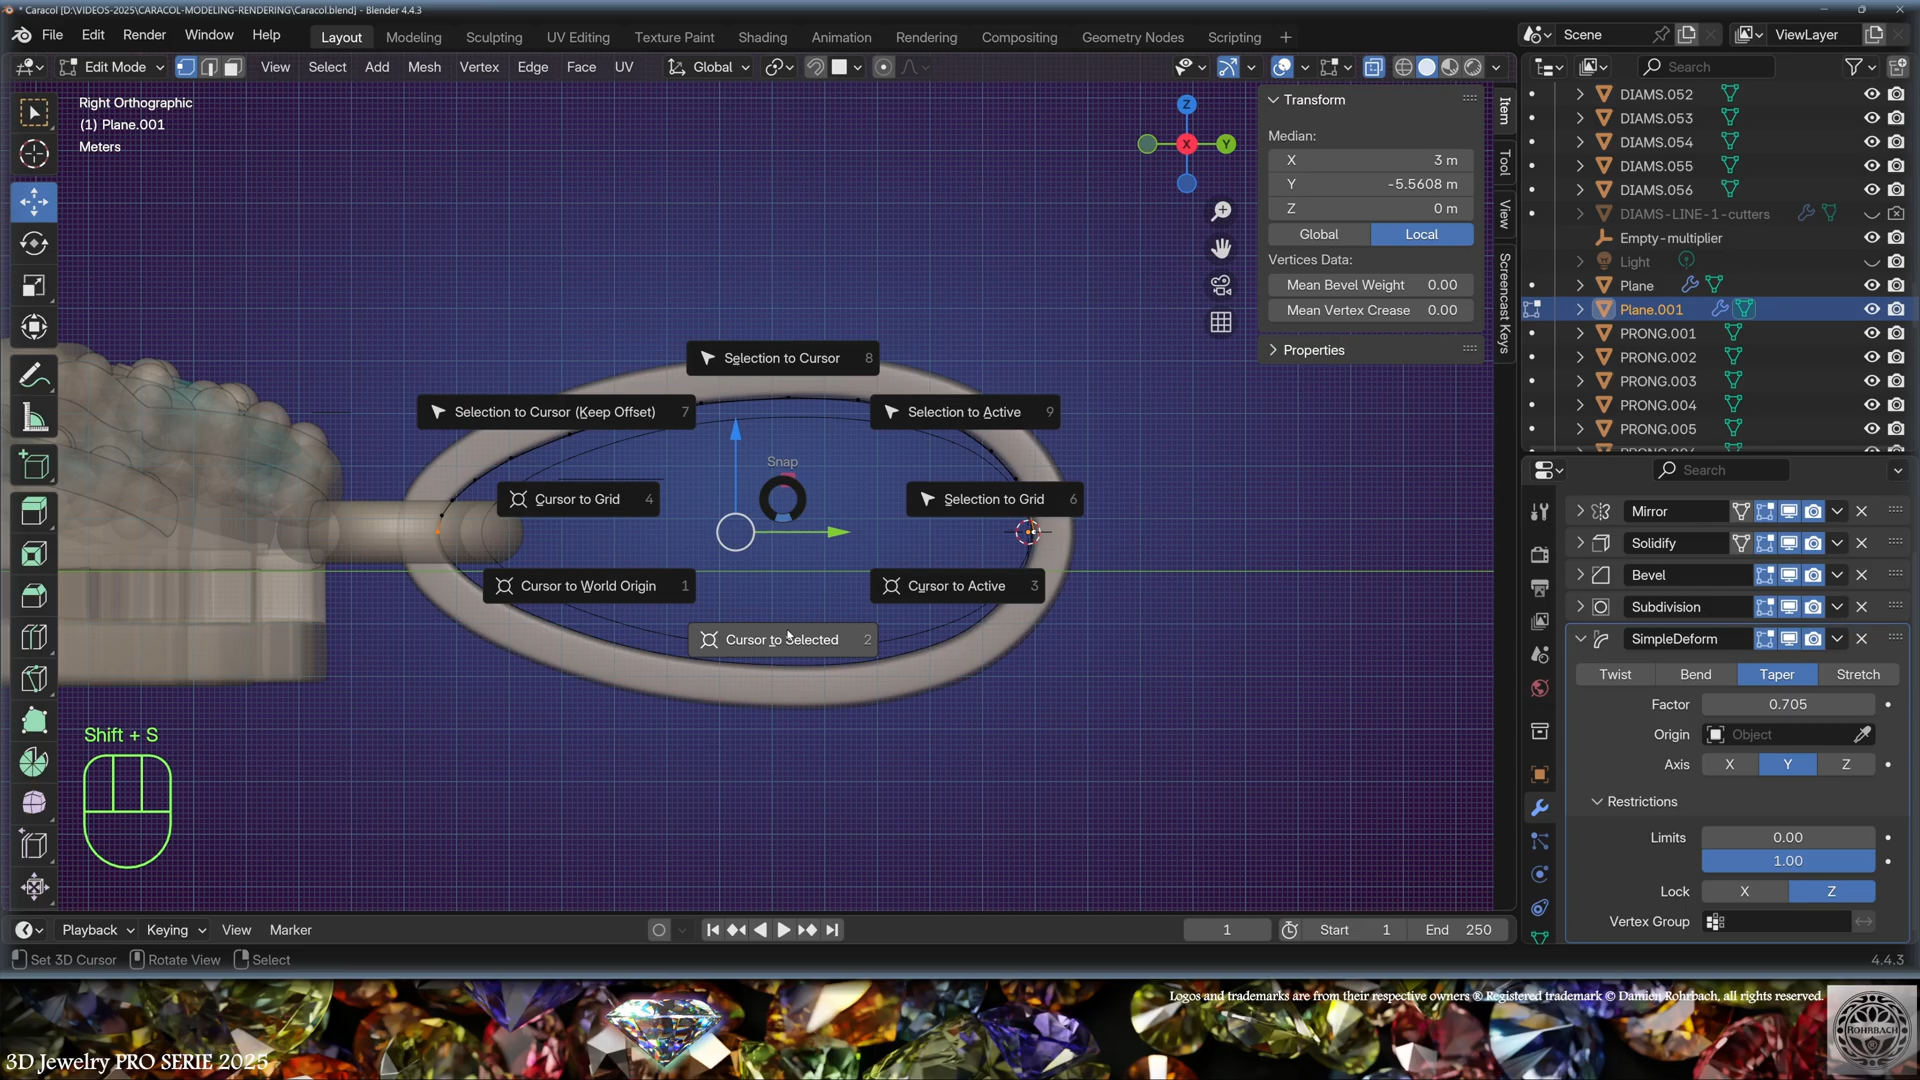 * Caracol [D:\VIDEOS-2025\CARACOL-MODELING-RENDERING\Caracol.blend] - Blender 4.4.3
File Edit Render Window Help
Layout Modeling Sculpting UV Editing Texture Paint Shading Animation Rendering Compositing Geometry Nodes Scripting +
Scene
ViewLayer
Edit Mode View Select Add Mesh Vertex Edge Face UV
Global
Search
Right Orthographic
(1) Plane.001
Meters
Z
X
Y
Transform
Median:
X 3 m
Y -5.5608 m
Z 0 m
Global Local
Vertices Data:
Mean Bevel Weight 0.00
Mean Vertex Crease 0.00
Properties
Item
Tool
View
Screencast Keys
DIAMS.052
DIAMS.053
DIAMS.054
DIAMS.055
DIAMS.056
DIAMS-LINE-1-cutters
Empty-multiplier
Light
Plane
Plane.001
PRONG.001
PRONG.002
PRONG.003
PRONG.004
PRONG.005
Selection to Cursor 8
Selection to Cursor (Keep Offset) 7
Selection to Active 9
Snap
Cursor to Grid 4
Selection to Grid 6
Cursor to World Origin 1
Cursor to Active 3
Cursor to Selected 2
Shift + S
Search
Mirror
Solidify
Bevel
Subdivision
SimpleDeform
Twist Bend Taper Stretch
Factor 0.705
Origin Object
Axis X Y Z
Restrictions
Limits 0.00
1.00
Lock X Z
Vertex Group
Playback Keying View Marker
1 Start 1 End 250
Set 3D Cursor Rotate View Select
4.4.3
Logos and trademarks are from their respective owners ® Registered trademark © Damien Rohrbach, all rights reserved.
ROHRBACH
3D Jewelry PRO SERIE 2025